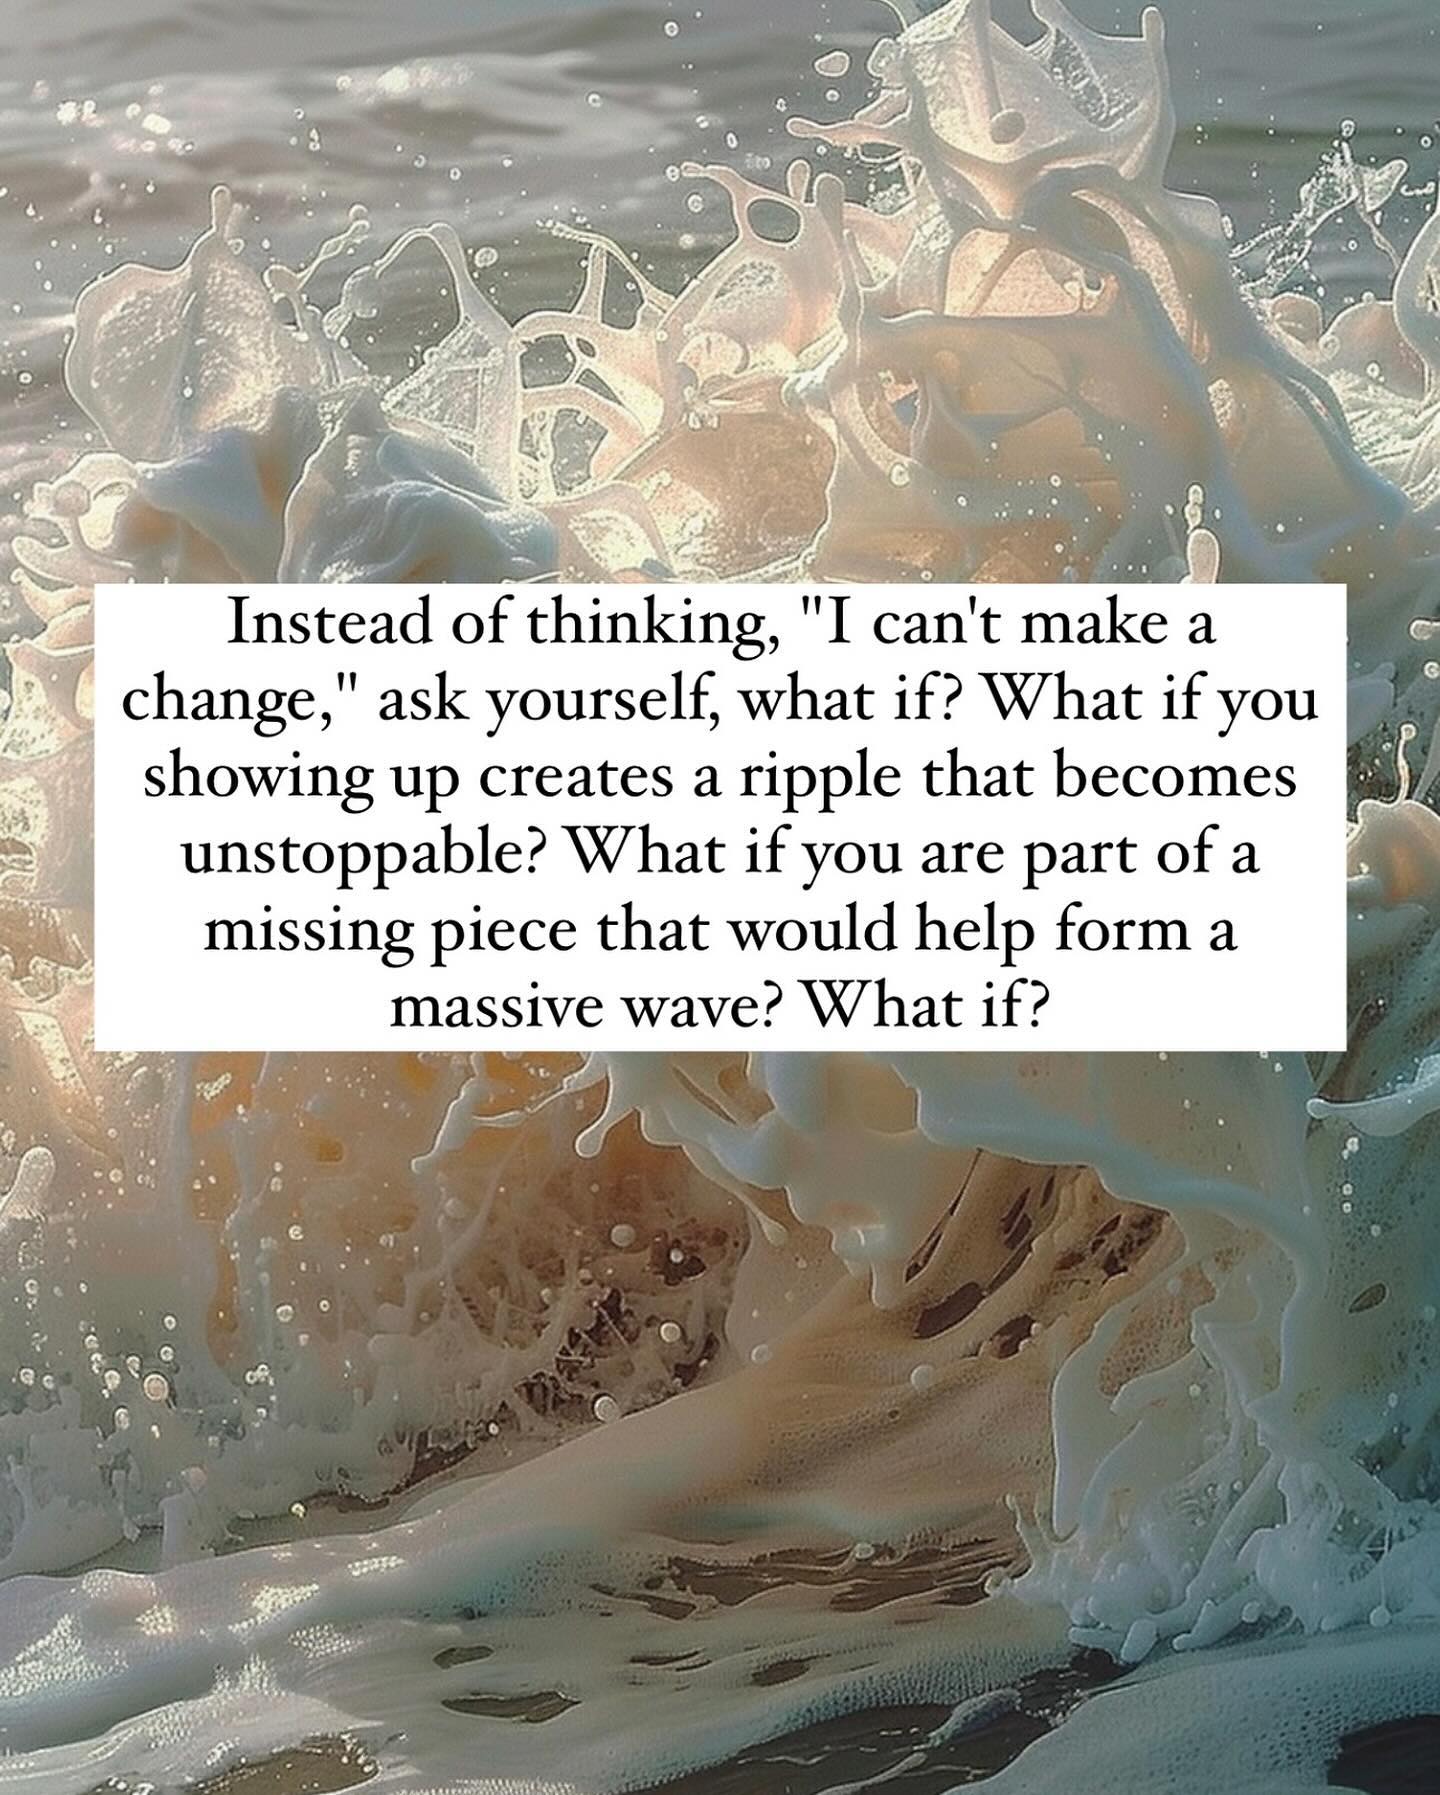 Instead of thinking, "I can't make a
change," ask yourself, what if? What if you
showing up creates a ripple that becomes
unstoppable? What if you are part of a
missing piece that would help form a
massive wave? What if?